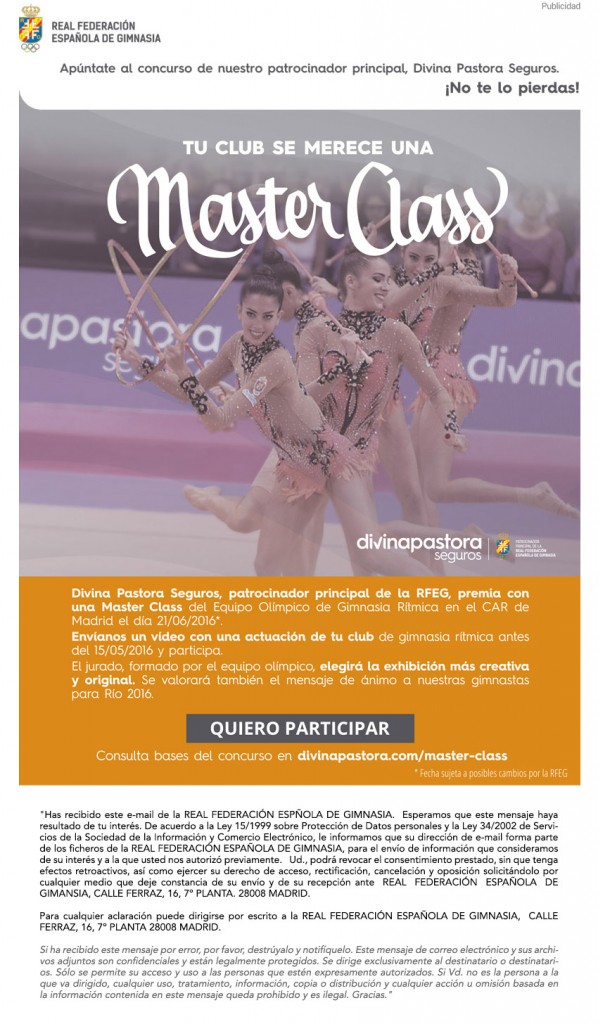 Publicidad
REAL FEDERACIÓN
ESPAÑOLA DE GIMNASIA
Apúntate al concurso de nuestro patrocinador principal, Divina Pastora Seguros.
¡No te lo pierdas!
TU CLUB SE MERECE UNA
Master Class
napastora
seguros
divina
divinapastora
seguros
PATROCINADOR
PRINCIPAL DE LA
REAL FEDERACIÓN
ESPAÑOLA DE GIMNASIA
Divina Pastora Seguros, patrocinador principal de la RFEG, premia con
una Master Class del Equipo Olímpico de Gimnasia Rítmica en el CAR de
Madrid el día 21/06/2016*.
Envíanos un vídeo con una actuación de tu club de gimnasia rítmica antes
del 15/05/2016 y participa.
El jurado, formado por el equipo olímpico, elegirá la exhibición más creativa
y original. Se valorará también el mensaje de ánimo a nuestras gimnastas
para Río 2016.
QUIERO PARTICIPAR
Consulta bases del concurso en divinapastora.com/master-class
* Fecha sujeta a posibles cambios por la RFEG
"Has recibido este e-mail de la REAL FEDERACIÓN ESPÑOLA DE GIMNASIA. Esperamos que este mensaje haya
resultado de tu interés. De acuerdo a la Ley 15/1999 sobre Protección de Datos personales y la Ley 34/2002 de Servi-
cios de la Sociedad de la Información y Comercio Electrónico, le informamos que su dirección de e-mail forma parte
de los ficheros de la REAL FEDERACIÓN ESPAÑOLA DE GIMNASIA, para el envío de información que consideramos
de su interés y a la que usted nos autorizó previamente. Ud., podrá revocar el consentimiento prestado, sin que tenga
efectos retroactivos, así como ejercer su derecho de acceso, rectificación, cancelación y oposición solicitándolo por
cualquier medio que deje constancia de su envío y de su recepción ante REAL FEDERACIÓN ESPAÑOLA DE
GIMANSIA, CALLE FERRAZ, 16, 7º PLANTA. 28008 MADRID.
Para cualquier aclaración puede dirigirse por escrito a la REAL FEDERACIÓN ESPAÑOLA DE GIMNASIA, CALLE
FERRAZ, 16, 7º PLANTA 28008 MADRID.
Si ha recibido este mensaje por error, por favor, destrúyalo y notifíquelo. Este mensaje de correo electrónico y sus archi-
vos adjuntos son confidenciales y están legalmente protegidos. Se dirige exclusivamente al destinatario o destinatari-
os. Sólo se permite su acceso y uso a las personas que estén expresamente autorizados. Si Vd. no es la persona a la
que va dirigido, cualquier uso, tratamiento, información, copia o distribución y cualquier acción u omisión basada en
la información contenida en este mensaje queda prohibido y es ilegal. Gracias."